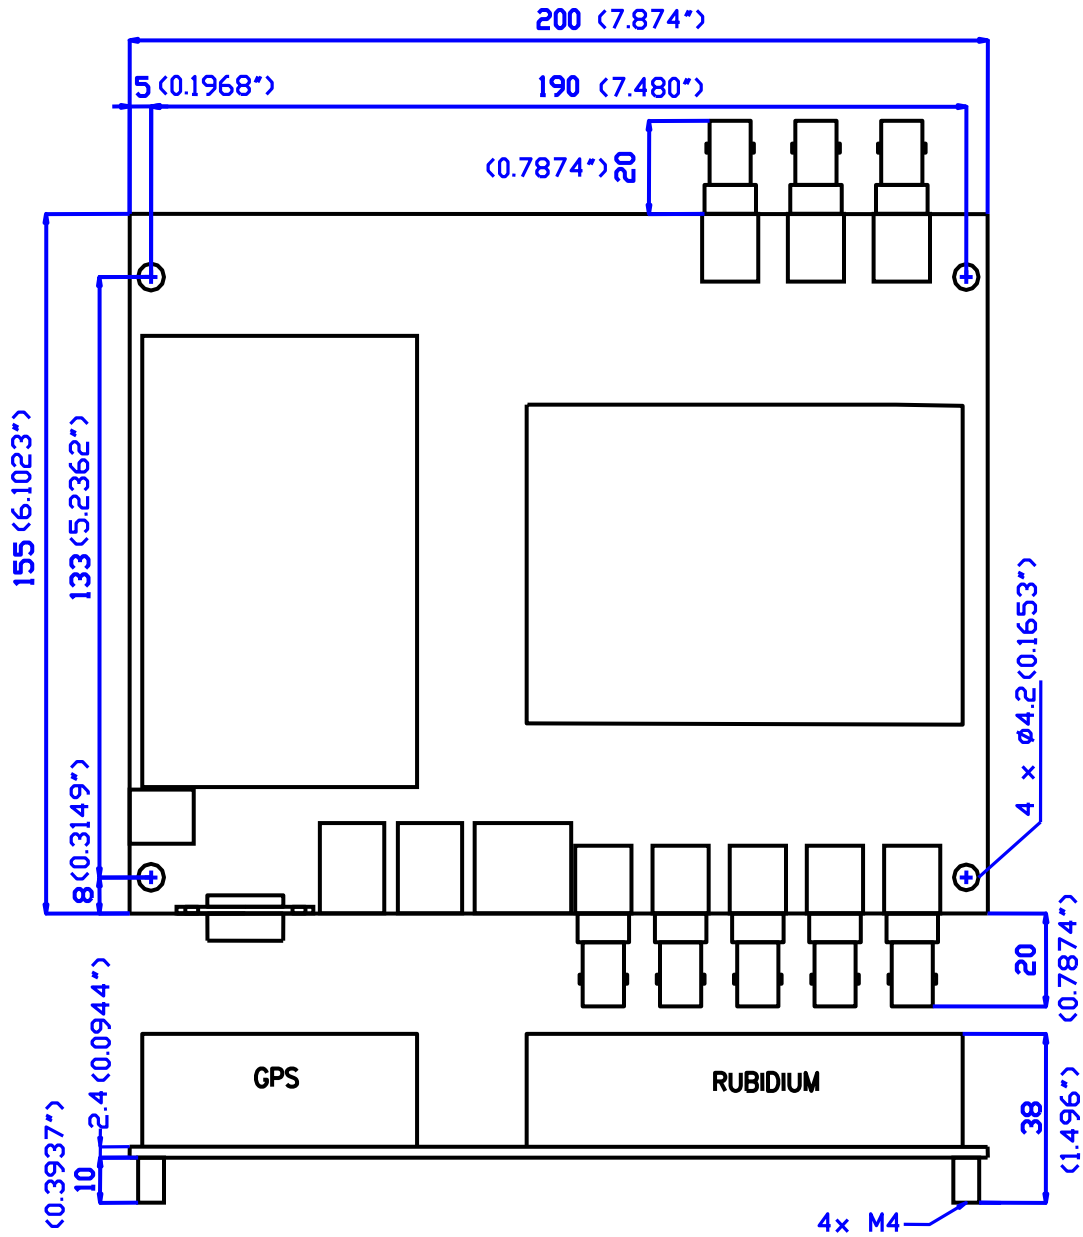 200 (7.874")
5 (0.1968")
190 (7.480")
(0.7874") 20
155 (6.1023")
133 (5.2362")
8 (0.3149")
4 × ø4.2 (0.1653")
20 (0.7874")
2.4 (0.0944")
GPS
RUBIDIUM
38 (1.496")
10 (0.3937")
4× M4